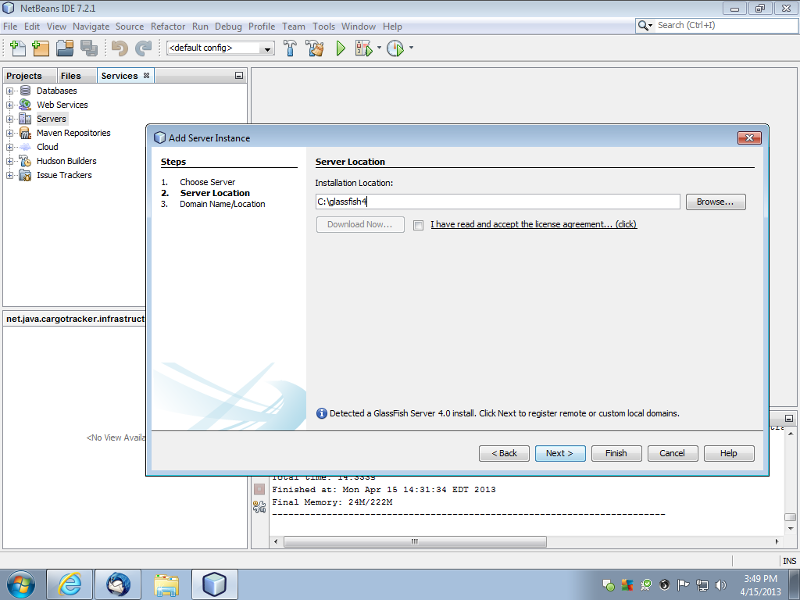 NetBeans IDE 7.2.1
File Edit View Navigate Source Refactor Run Debug Profile Team Tools Window Help
Search (Ctrl+I)
<default config>
Projects Files Services
Databases
Web Services
Servers
Maven Repositories
Cloud
Hudson Builders
Issue Trackers
net.java.cargotracker.infrastruct
<No View Availa
Add Server Instance
Steps
1. Choose Server
2. Server Location
3. Domain Name/Location
Server Location
Installation Location:
C:\glassfish4
Browse...
Download Now... I have read and accept the license agreement... (click)
Detected a GlassFish Server 4.0 install. Click Next to register remote or custom local domains.
< Back Next > Finish Cancel Help
Total time: 14.333s
Finished at: Mon Apr 15 14:31:34 EDT 2013
Final Memory: 24M/222M
------------------------------------------------------------------------
INS
3:49 PM
4/15/2013